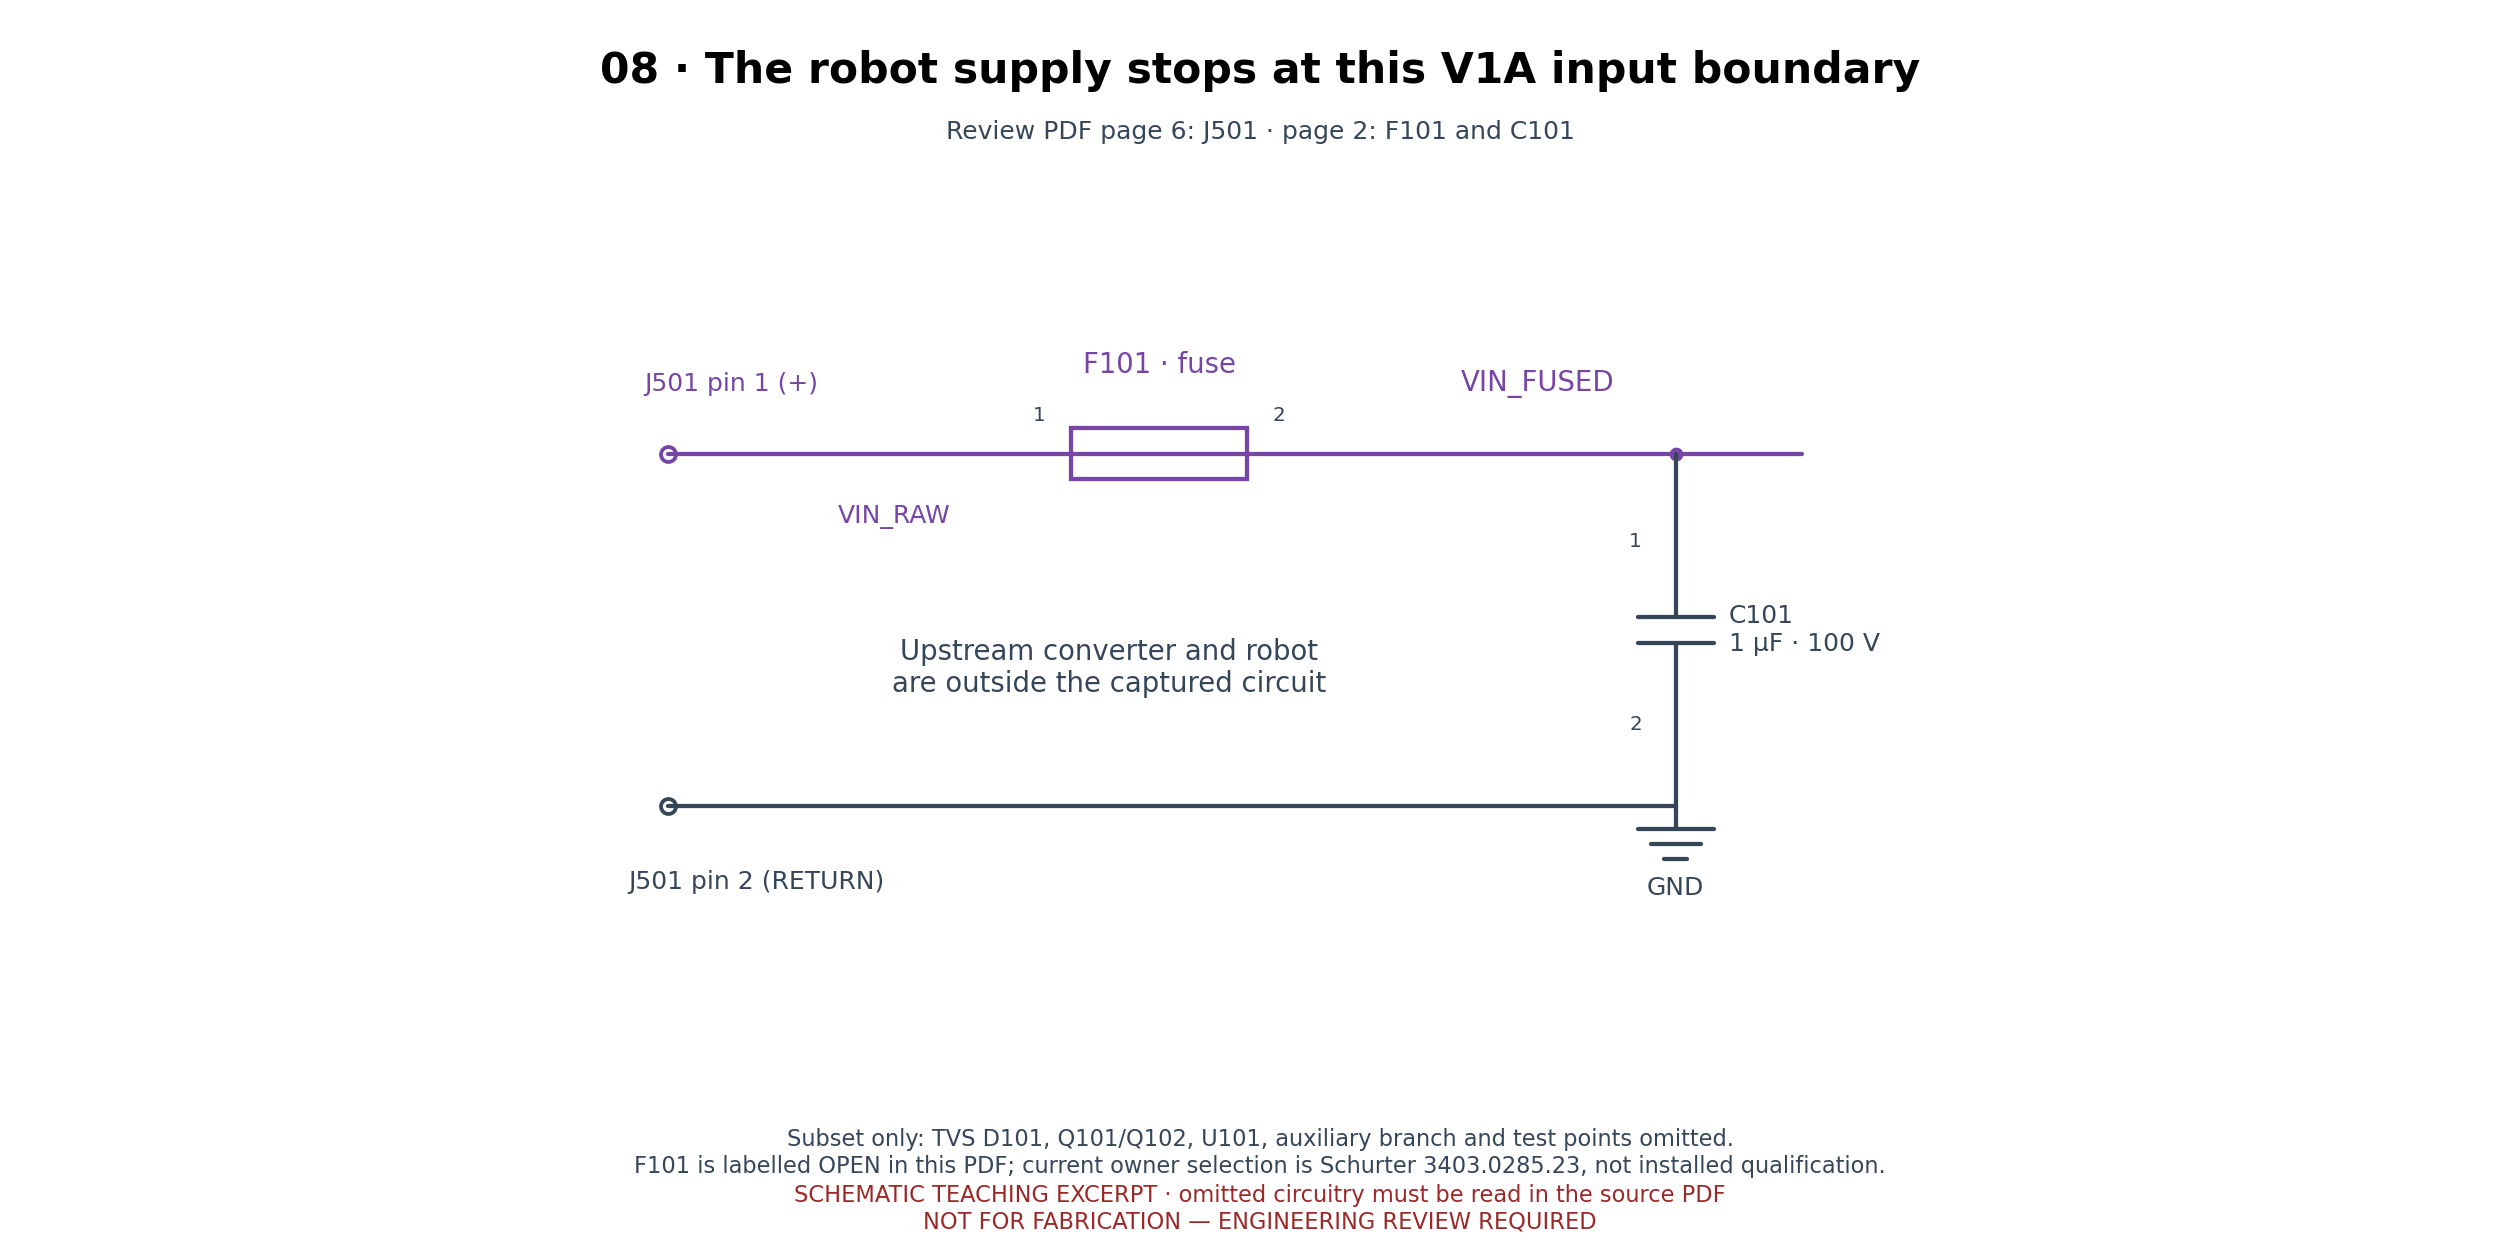 08 · The robot supply stops at this V1A input boundary
Review PDF page 6: J501 · page 2: F101 and C101
F101 · fuse
J501 pin 1 (+)
VIN_FUSED
1
2
VIN_RAW
1
C101
1 µF · 100 V
Upstream converter and robot
are outside the captured circuit
2
J501 pin 2 (RETURN)
GND
Subset only: TVS D101, Q101/Q102, U101, auxiliary branch and test points omitted.
F101 is labelled OPEN in this PDF; current owner selection is Schurter 3403.0285.23, not installed qualification.
SCHEMATIC TEACHING EXCERPT · omitted circuitry must be read in the source PDF
NOT FOR FABRICATION — ENGINEERING REVIEW REQUIRED